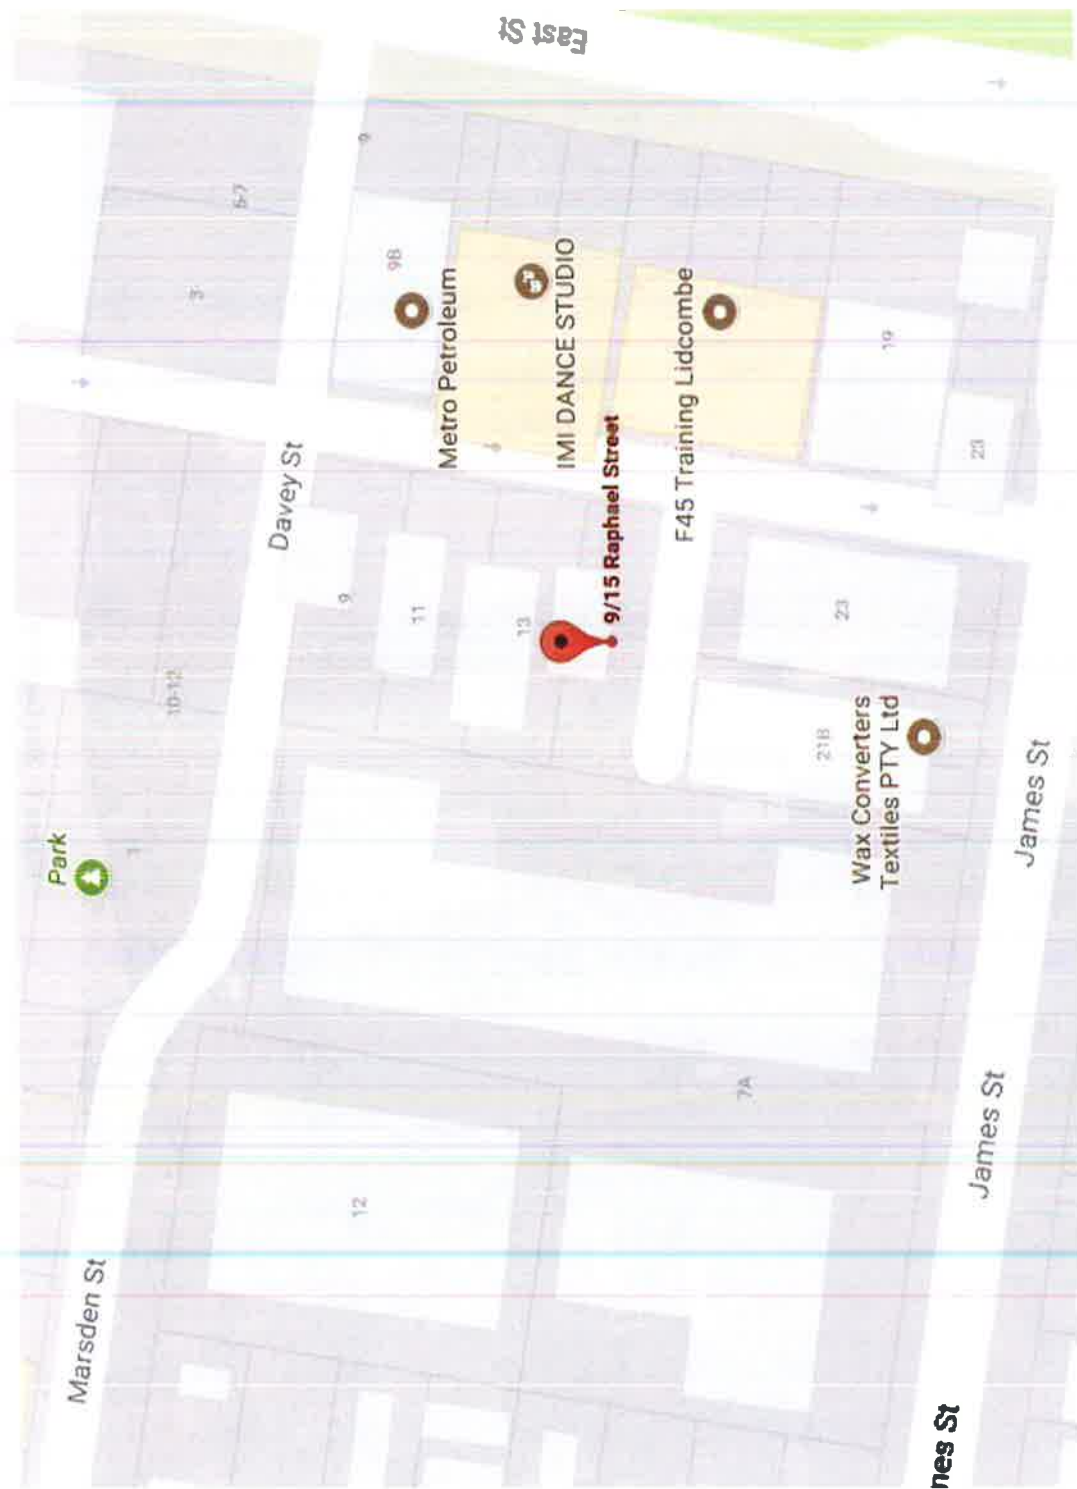 East St
Park
Marsden St
Davey St
6-7
3
9
9B
Metro Petroleum
IMI DANCE STUDIO
9/15 Raphael Street
F45 Training Lidcombe
19
23
9
11
13
10-12
1
23
21B
Wax Converters
Textiles PTY Ltd
James St
7A
12
James St
nes St